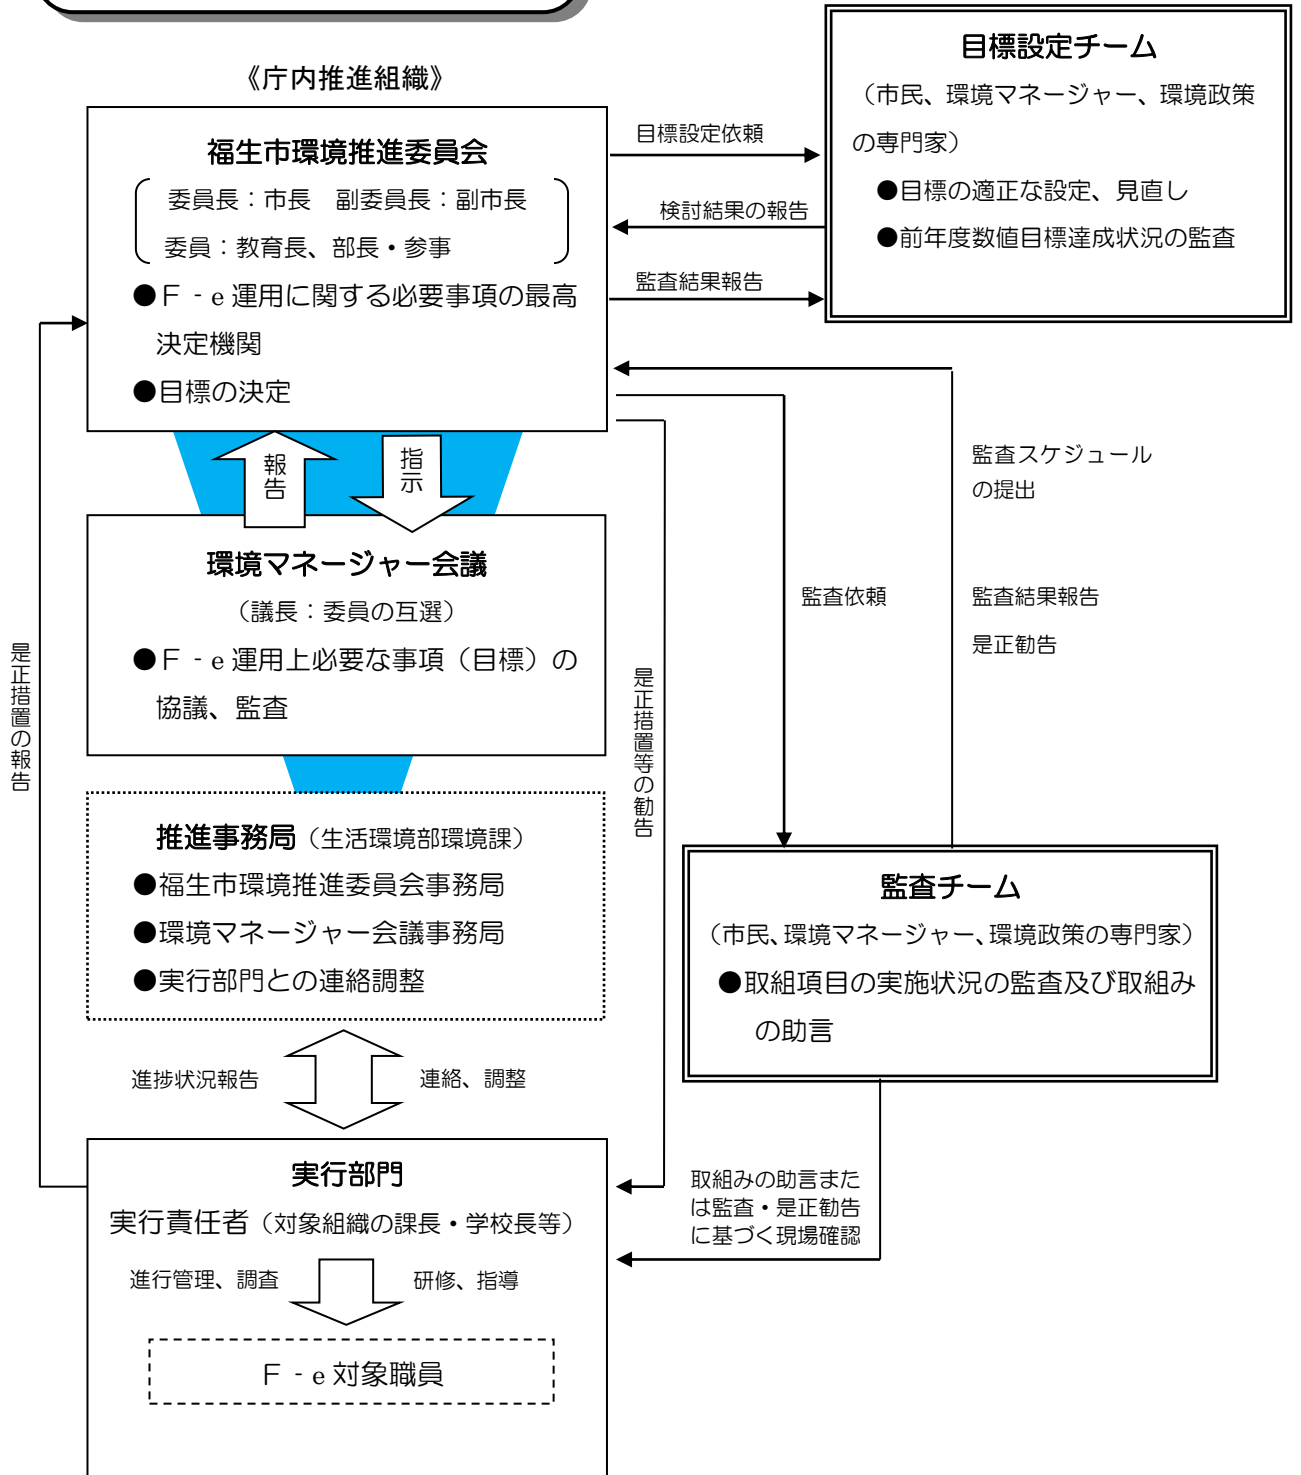 《庁内推進組織》
福生市環境推進委員会
委員長：市長　副委員長：副市長
委員：教育長、部長・参事
●Ｆ‐e 運用に関する必要事項の最高
決定機関
●目標の決定
目標設定依頼
検討結果の報告
監査結果報告
目標設定チーム
（市民、環境マネージャー、環境政策
の専門家）
●目標の適正な設定、見直し
●前年度数値目標達成状況の監査
報告
指示
環境マネージャー会議
（議長：委員の互選）
●Ｆ‐e 運用上必要な事項（目標）の
協議、監査
是正措置の報告
是正措置等の勧告
監査依頼
監査スケジュール
の提出
監査結果報告
是正勧告
推進事務局（生活環境部環境課）
●福生市環境推進委員会事務局
●環境マネージャー会議事務局
●実行部門との連絡調整
監査チーム
（市民、環境マネージャー、環境政策の専門家）
●取組項目の実施状況の監査及び取組み
の助言
進捗状況報告
連絡、調整
実行部門
実行責任者（対象組織の課長・学校長等）
進行管理、調査
研修、指導
Ｆ‐e 対象職員
取組みの助言また
は監査・是正勧告
に基づく現場確認